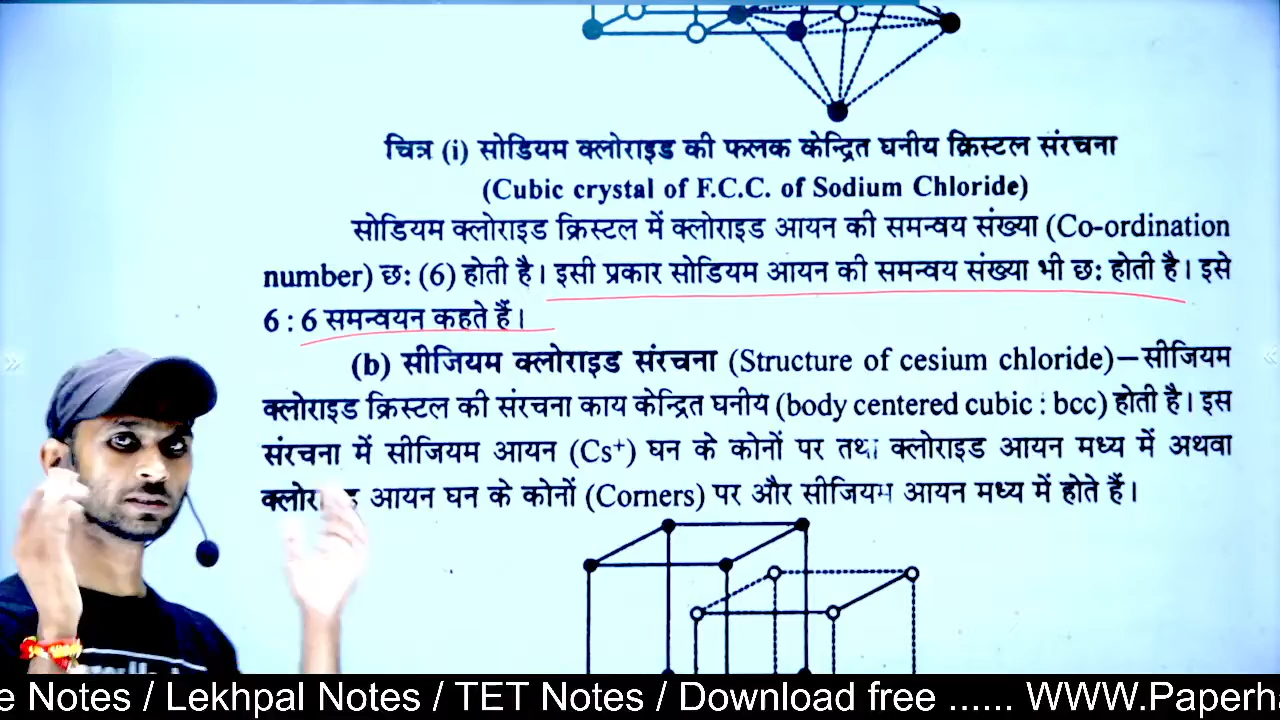 चित्र (i) सोडियम क्लोराइड की फलक केन्द्रित घनीय क्रिस्टल संरचना
(Cubic crystal of F.C.C. of Sodium Chloride)
सोडियम क्लोराइड क्रिस्टल में क्लोराइड आयन की समन्वय संख्या (Co-ordination
number) छः (6) होती है। इसी प्रकार सोडियम आयन की समन्वय संख्या भी छः होती है। इसे
6 : 6 समन्वयन कहते हैं।
(b) सीजियम क्लोराइड संरचना (Structure of cesium chloride)—सीजियम
क्लोराइड क्रिस्टल की संरचना काय केन्द्रित घनीय (body centered cubic : bcc) होती है। इस
संरचना में सीजियम आयन (Cs⁺) घन के कोनों पर तथा क्लोराइड आयन मध्य में अथवा
आयन घन के कोनों (Corners) पर और सीजियम आयन मध्य में होते हैं।
e Notes / Lekhpal Notes / TET Notes / Download free ...... WWW.Paperh